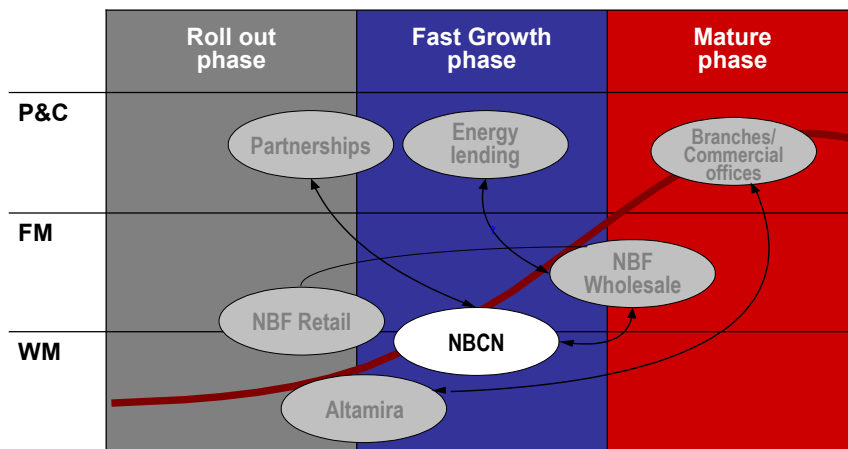 Roll out
phase
Fast Growth
phase
Mature
phase
P&C
Partnerships
Energy
lending
Branches/
Commercial
offices
FM
NBF
Wholesale
NBF Retail
WM
NBCN
Altamira